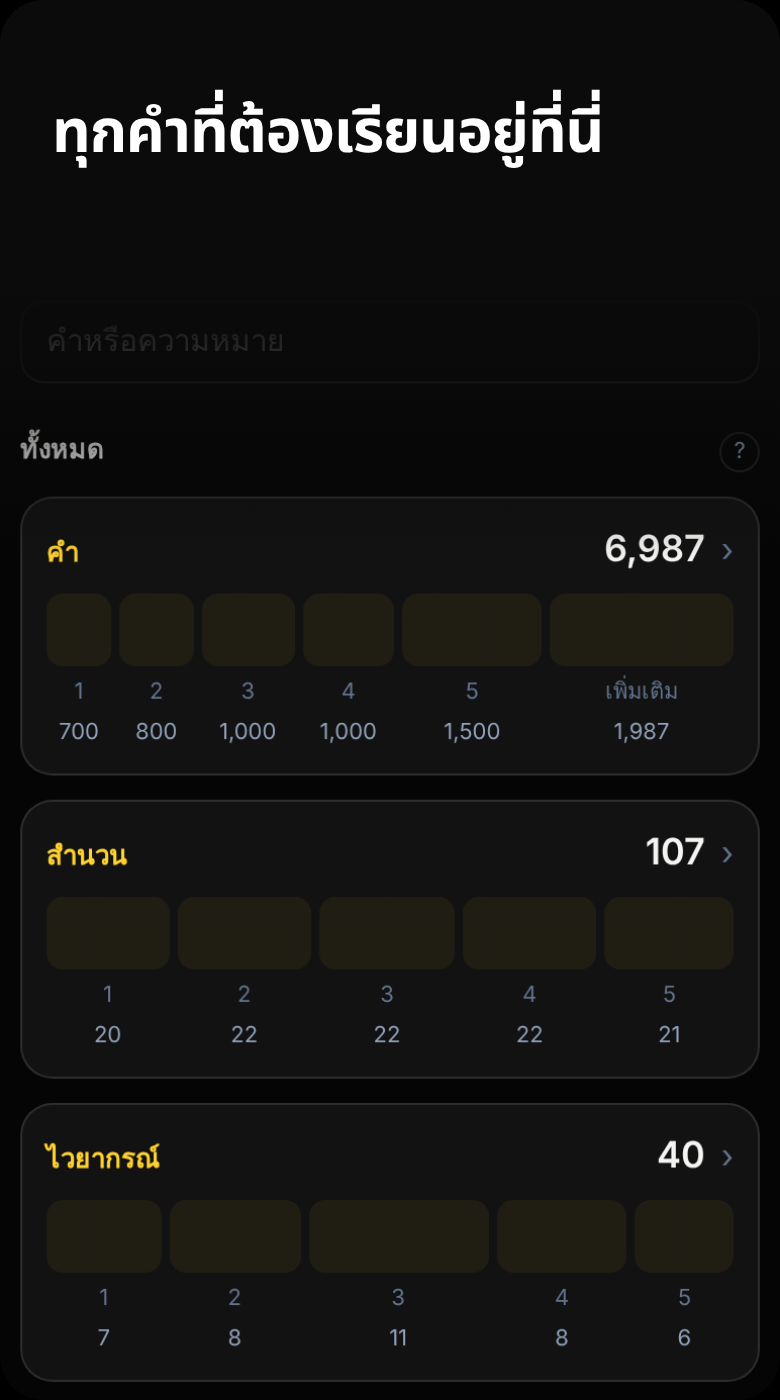 ทุกคำที่ต้องเรียนอยู่ที่นี่
คำหรือความหมาย
ทั้งหมด ?
คำ 6,987 ›
1 2 3 4 5 เพิ่มเติม
700 800 1,000 1,000 1,500 1,987
สำนวน 107 ›
1 2 3 4 5
20 22 22 22 21
ไวยากรณ์ 40 ›
1 2 3 4 5
7 8 11 8 6